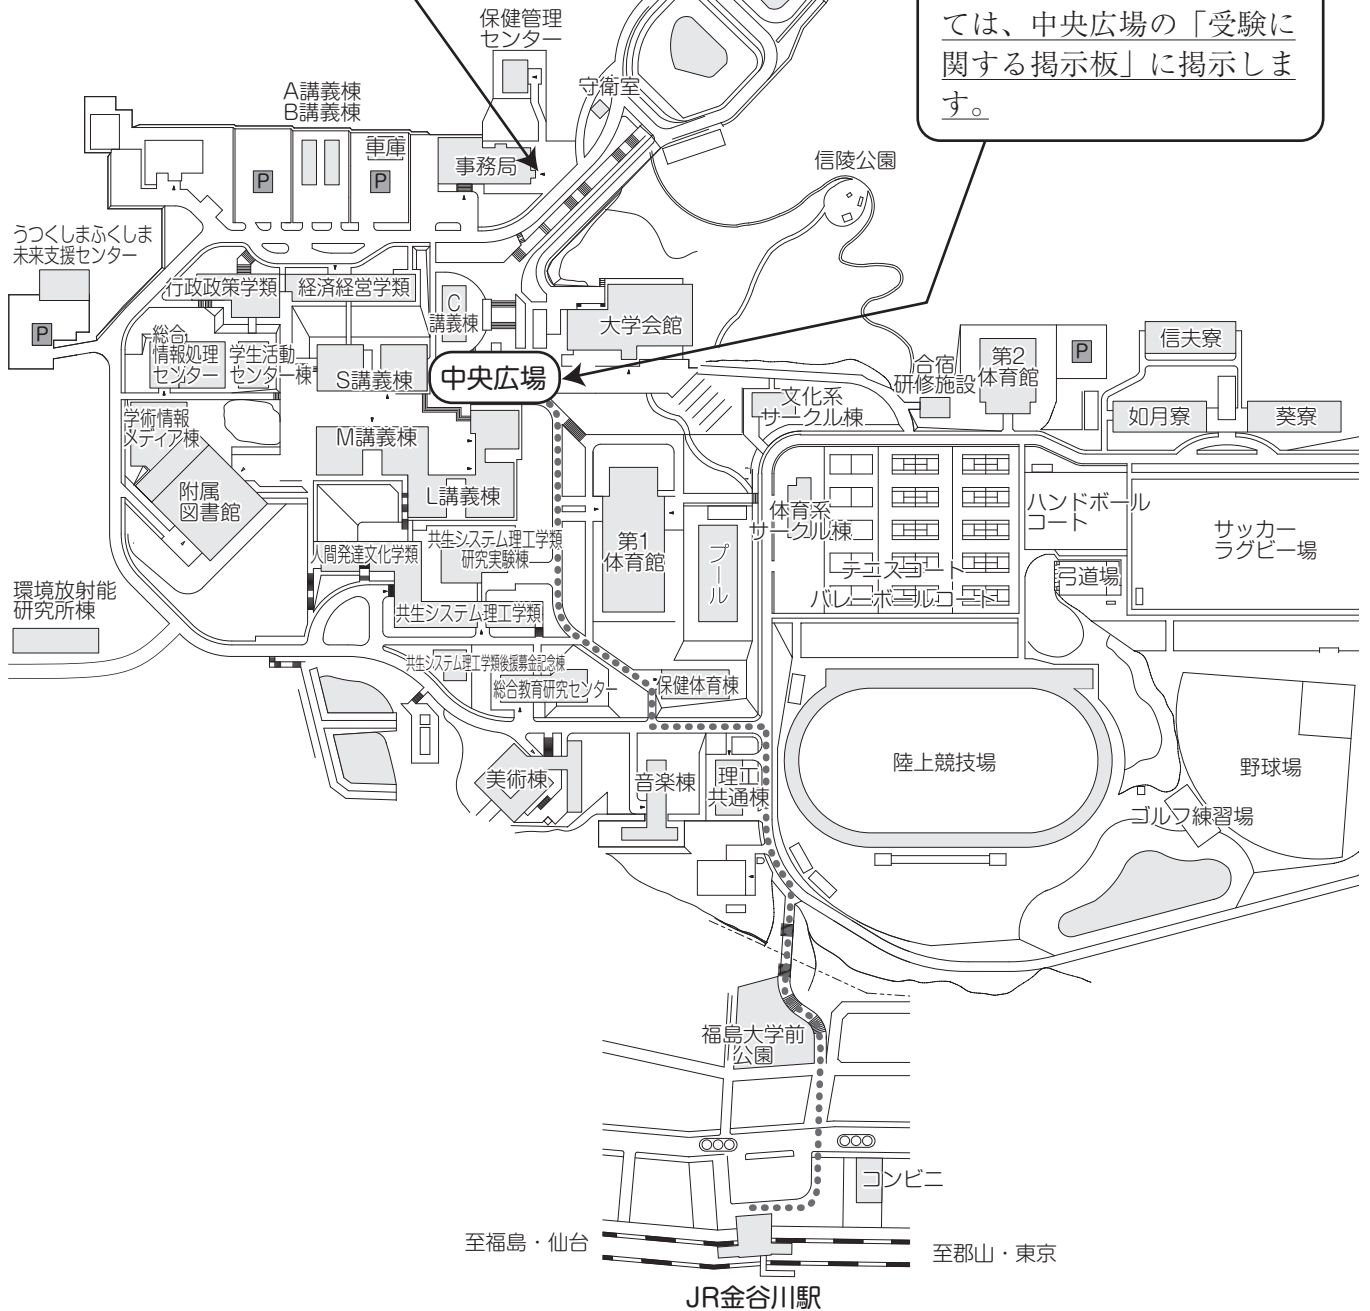 ては、中央広場の「受験に
関する掲示板」に掲示しま
す。
保健管理
センター
守衛室
A講義棟
B講義棟
車庫
事務局
P
P
信陵公園
うつくしまふくしま
未来支援センター
P
行政政策学類
経済経営学類
C
講義棟
大学会館
総合
情報処理
センター
学生活動
センター棟
S講義棟
中央広場
合宿
研修施設
第2
体育館
P
信夫寮
如月寮
葵寮
文化系
サークル棟
学術情報
メディア棟
M講義棟
附属
図書館
L講義棟
第1
体育館
プール
体育系
サークル棟
テニスコート
バレーボールコート
ハンドボール
コート
サッカー
ラグビー場
弓道場
人間発達文化学類
共生システム理工学類
研究実験棟
環境放射能
研究所棟
共生システム理工学類
共生システム理工学類後援募金記念棟
総合教育研究センター
保健体育棟
美術棟
音楽棟
理工
共通棟
陸上競技場
野球場
ゴルフ練習場
福島大学前
公園
コンビニ
至福島・仙台
至郡山・東京
JR金谷川駅